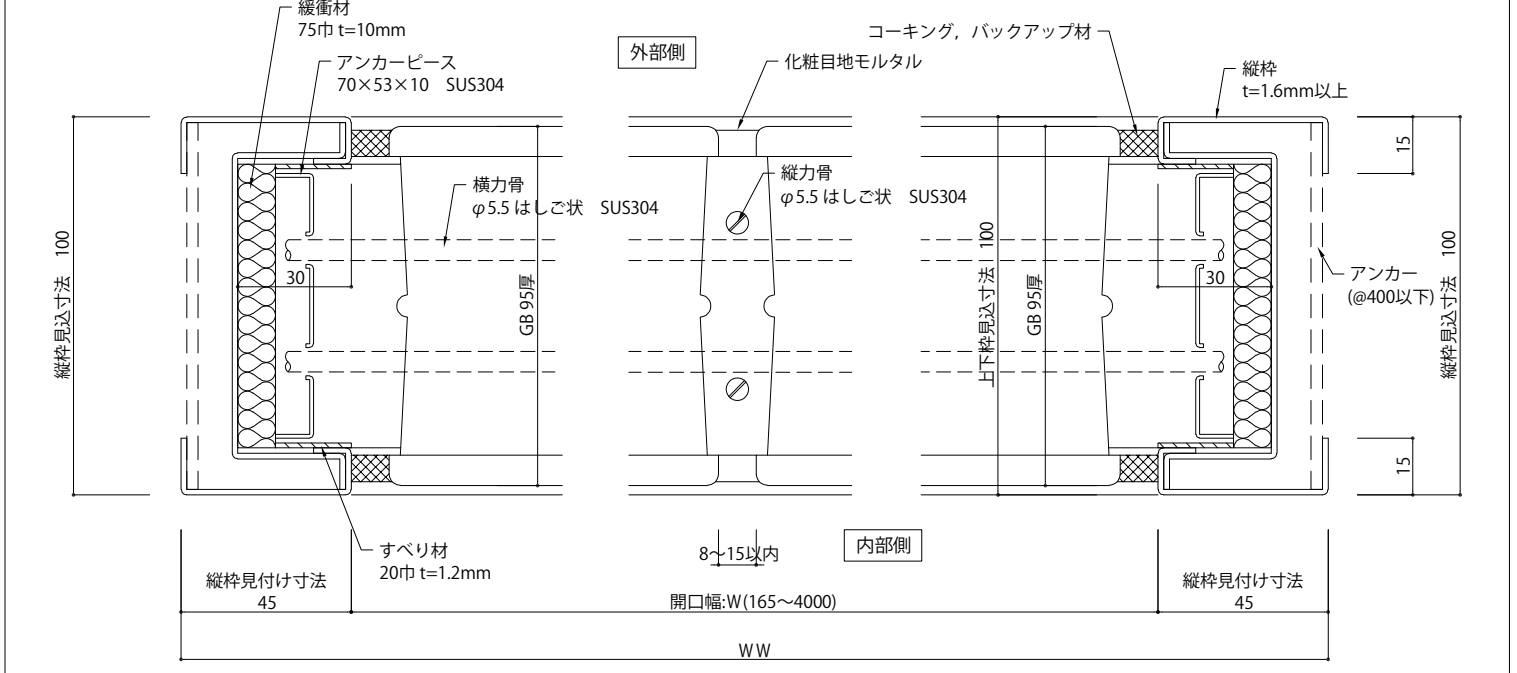 緩衝材
75巾 t=10mm
アンカーピース
70×53×10 SUS304
外部側
コーキング，バックアップ材
化粧目地モルタル
縦枠
t=1.6mm以上
横力骨
φ5.5 はしご状 SUS304
縦力骨
φ5.5 はしご状 SUS304
縦枠見込寸法 100
30
GB 95厚
上下枠見込寸法 100
GB 95厚
30
15
アンカー
(@400以下)
縦枠見込寸法 100
15
すべり材
20巾 t=1.2mm
8～15以内
内部側
縦枠見付け寸法
45
開口幅:W(165～4000)
縦枠見付け寸法
45
WW